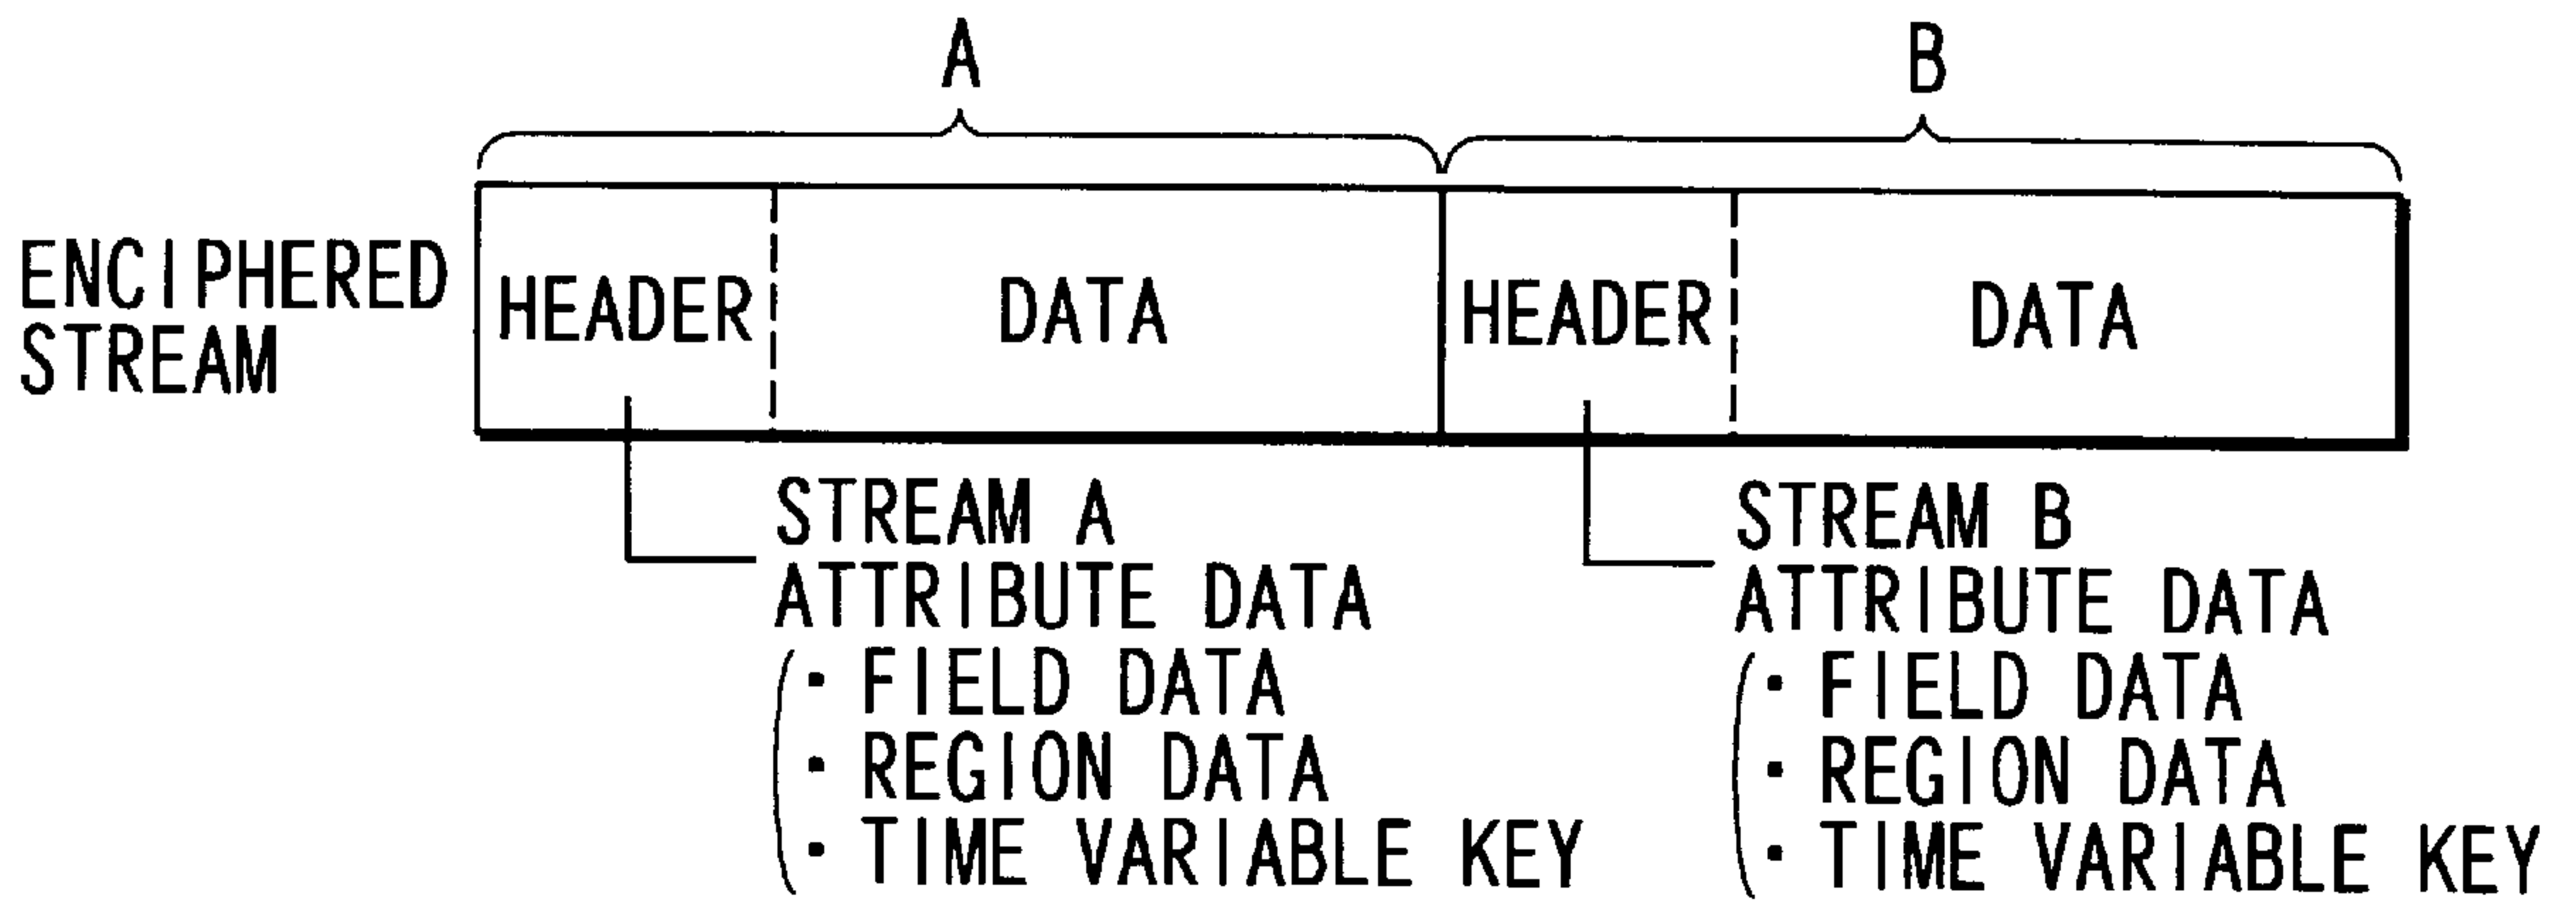 A
B
ENCIPHERED
STREAM
HEADER
DATA
HEADER
DATA
STREAM A
ATTRIBUTE DATA
· FIELD DATA
· REGION DATA
· TIME VARIABLE KEY
STREAM B
ATTRIBUTE DATA
· FIELD DATA
· REGION DATA
· TIME VARIABLE KEY